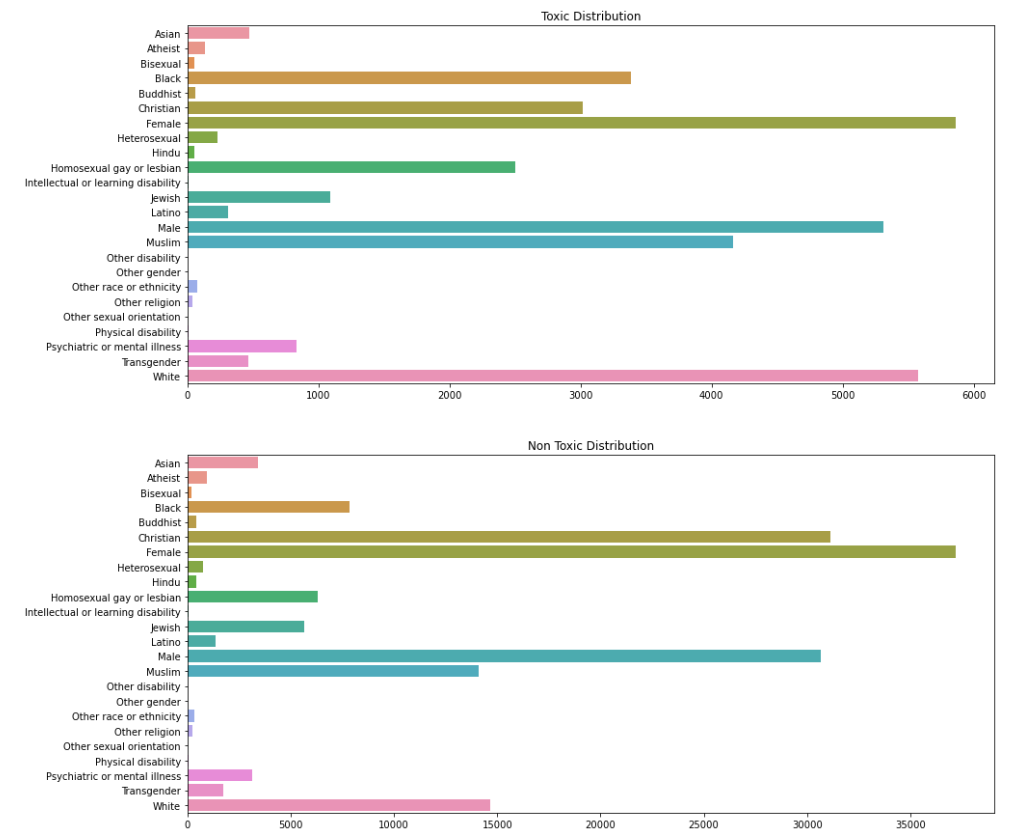 Toxic Distribution
Asian
Atheist
Bisexual
Black
Buddhist
Christian
Female
Heterosexual
Hindu
Homosexual gay or lesbian
Intellectual or learning disability
Jewish
Latino
Male
Muslim
Other disability
Other gender
Other race or ethnicity
Other religion
Other sexual orientation
Physical disability
Psychiatric or mental illness
Transgender
White
0 1000 2000 3000 4000 5000 6000
Non Toxic Distribution
Asian
Atheist
Bisexual
Black
Buddhist
Christian
Female
Heterosexual
Hindu
Homosexual gay or lesbian
Intellectual or learning disability
Jewish
Latino
Male
Muslim
Other disability
Other gender
Other race or ethnicity
Other religion
Other sexual orientation
Physical disability
Psychiatric or mental illness
Transgender
White
0 5000 10000 15000 20000 25000 30000 35000